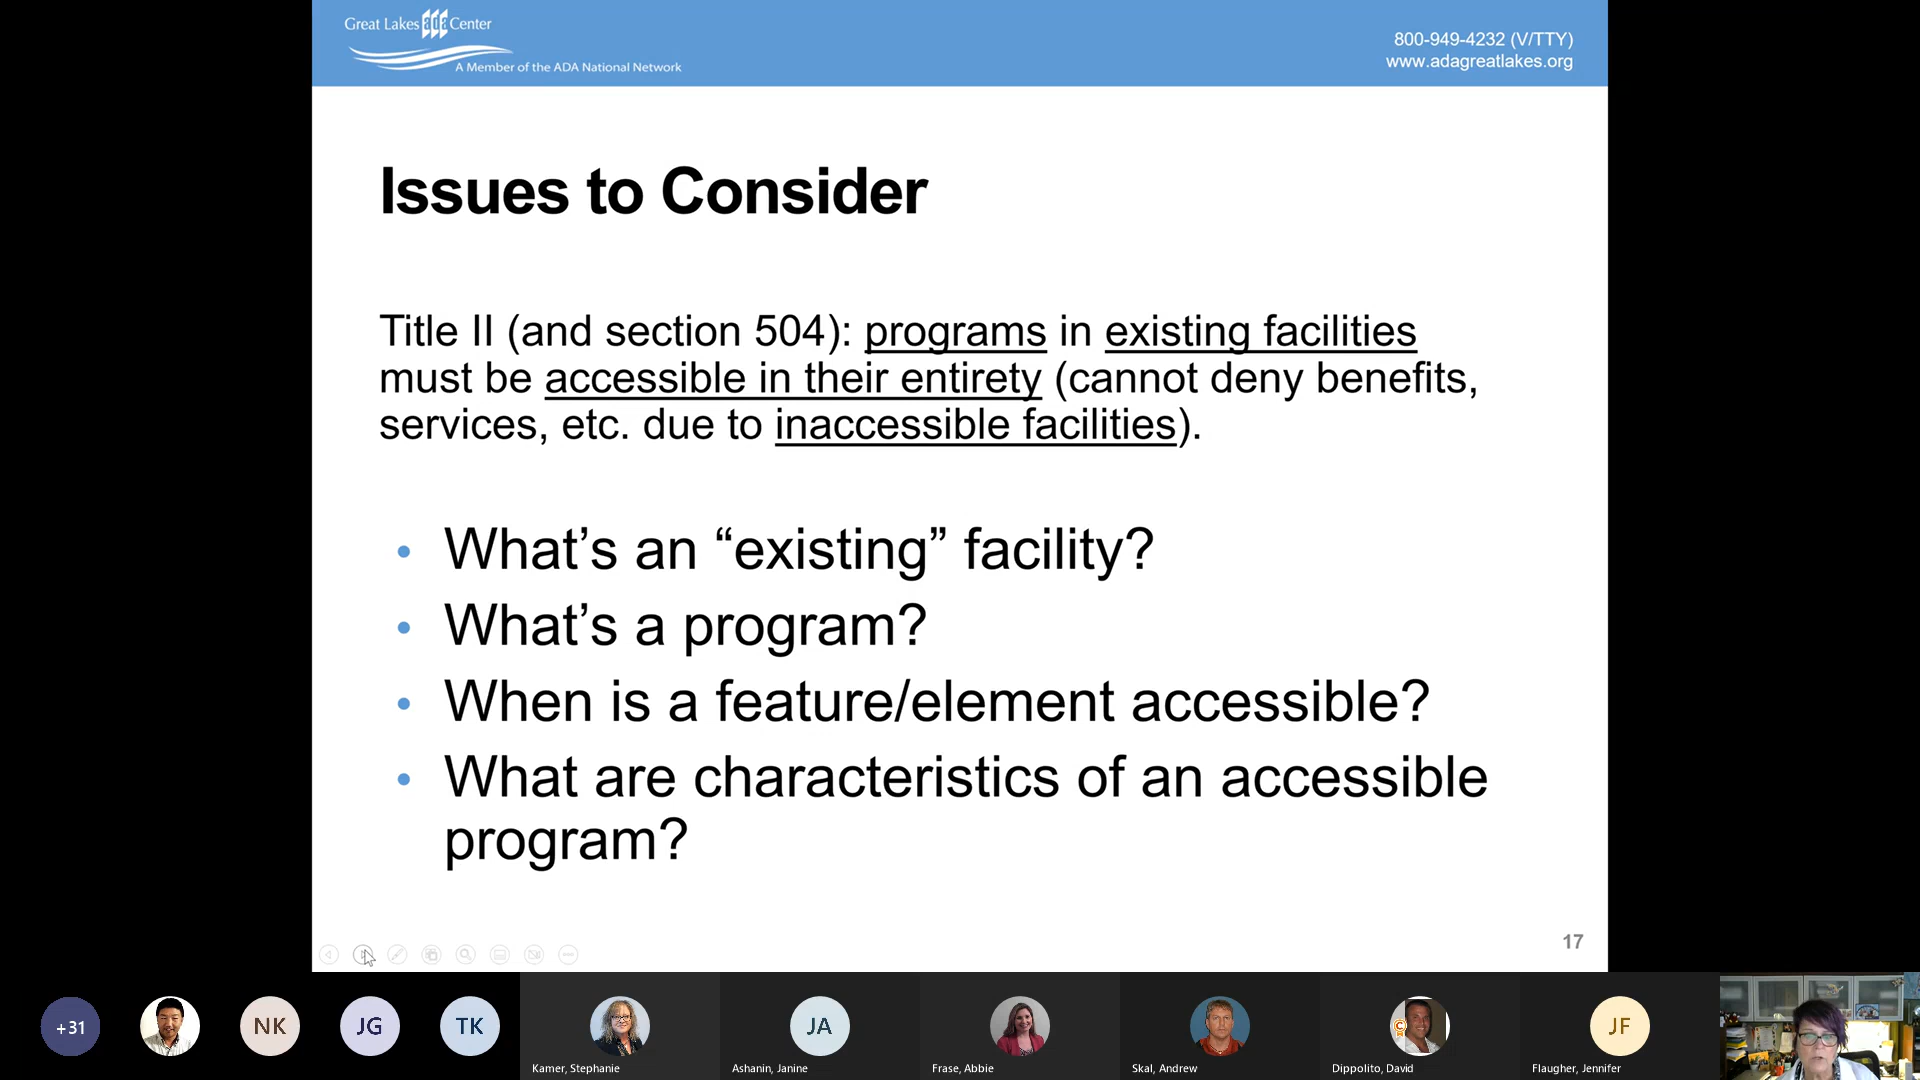 Great Lakes ada Center
A Member of the ADA National Network
800-949-4232 (V/TTY)
www.adagreatlakes.org
Issues to Consider
Title II (and section 504): programs in existing facilities
must be accessible in their entirety (cannot deny benefits,
services, etc. due to inaccessible facilities).
• What’s an “existing” facility?
• What’s a program?
• When is a feature/element accessible?
• What are characteristics of an accessible
program?
17
+31
NK
JG
TK
Kamer, Stephanie
JA
Ashanin, Janine
Frase, Abbie
Skal, Andrew
Dippolito, David
JF
Flaugher, Jennifer